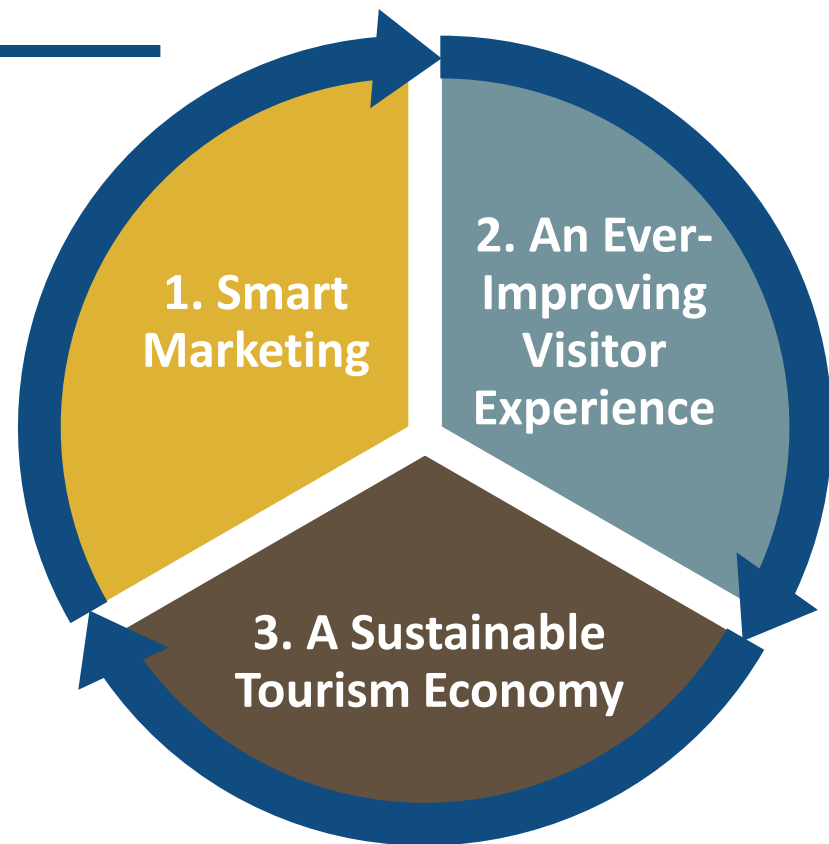 1. Smart
Marketing
2. An Ever-
Improving
Visitor
Experience
3. A Sustainable
Tourism Economy